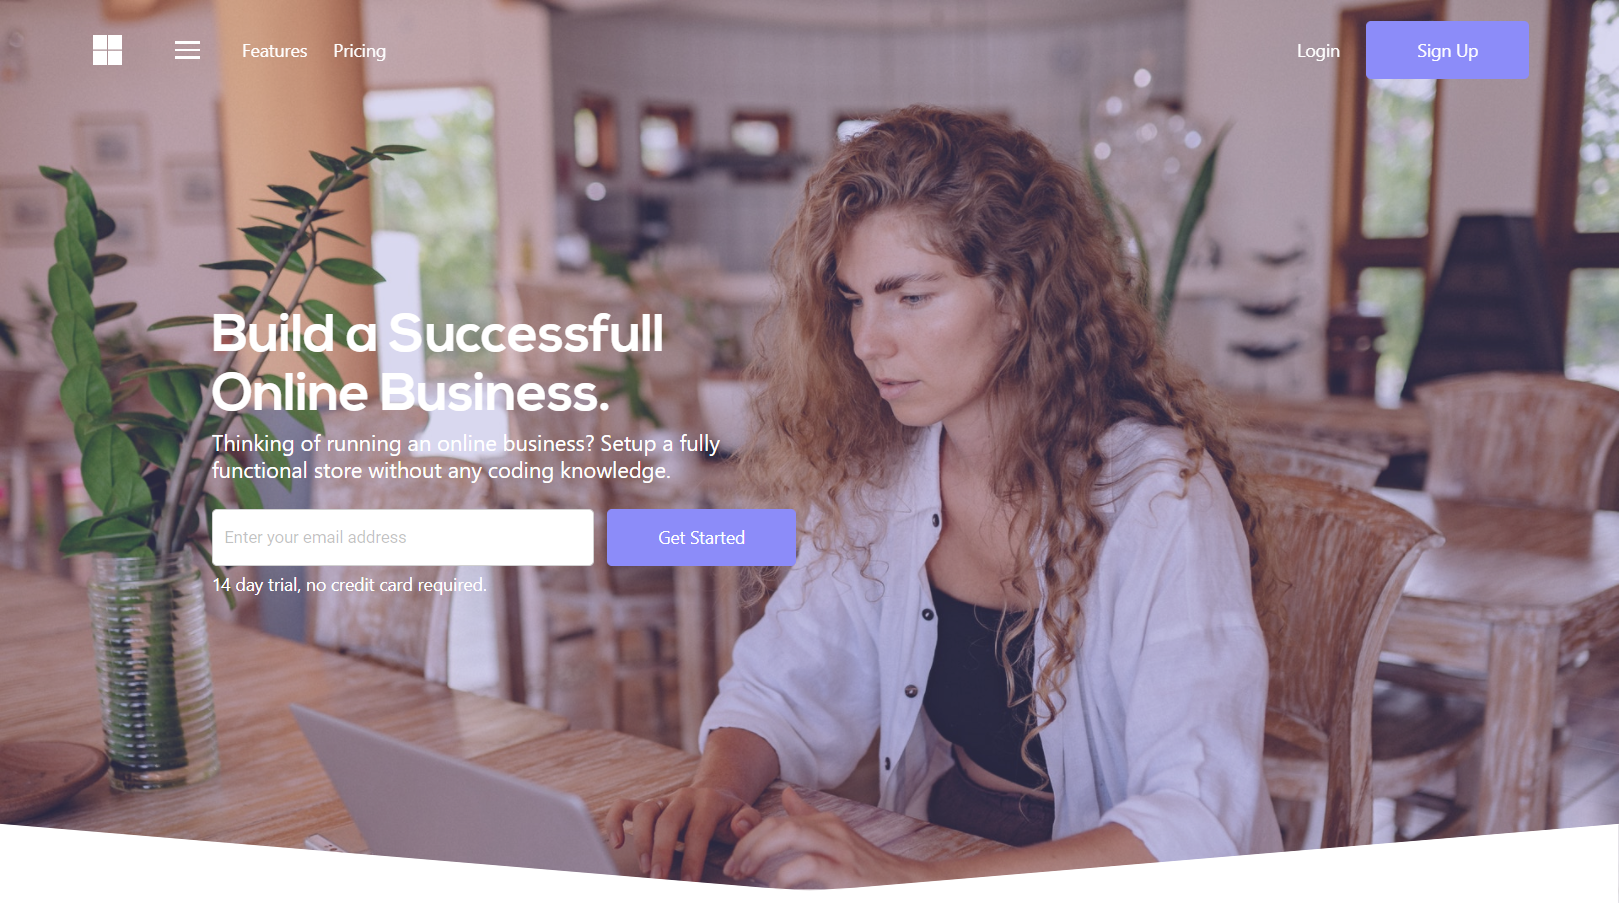 Features Pricing Login Sign Up
Build a Successfull
Online Business.
Thinking of running an online business? Setup a fully
functional store without any coding knowledge.
Enter your email address Get Started
14 day trial, no credit card required.